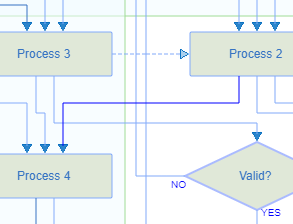 Process 3
Process 2
Process 4
Valid?
NO
YES